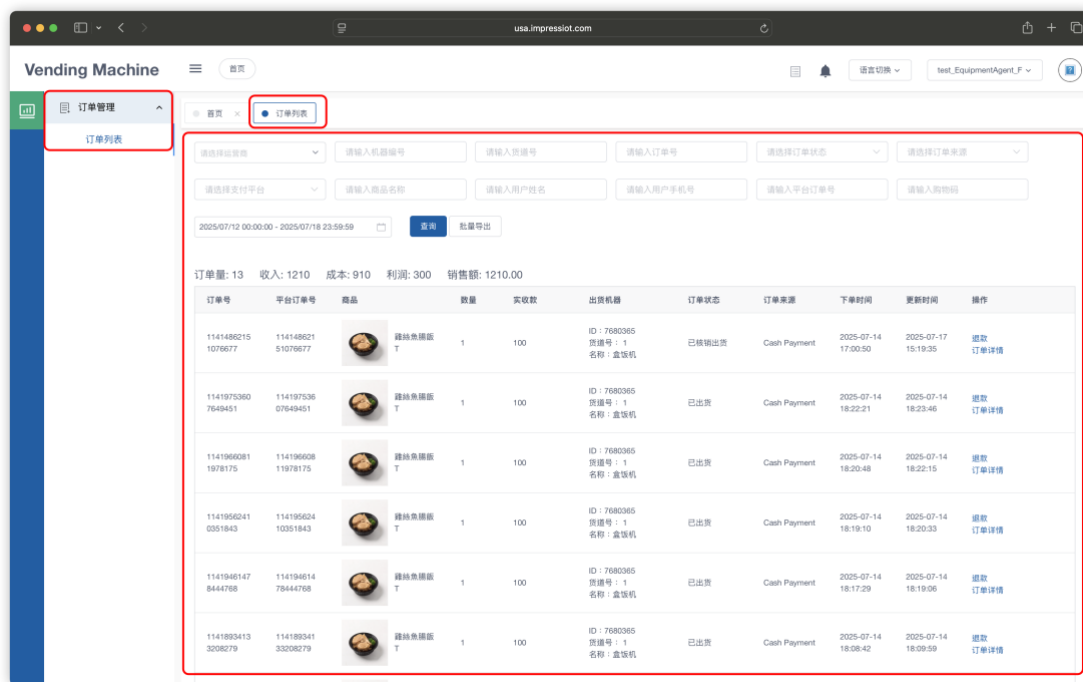 usa.impressiot.com
Vending Machine
首页
语言切换
test_EquipmentAgent_F
订单管理
订单列表
首页 ×
订单列表
请选择运营商 请输入机器编号 请输入货道号 请输入订单号 请选择订单状态 请选择订单来源
请选择支付平台 请输入商品名称 请输入用户姓名 请输入用户手机号 请输入平台订单号 请输入购物码
2025/07/12 00:00:00 - 2025/07/18 23:59:59 查询 批量导出
订单量: 13 收入: 1210 成本: 910 利润: 300 销售额: 1210.00
订单号 平台订单号 商品 数量 实收款 出货机器 订单状态 订单来源 下单时间 更新时间 操作
1141486215
1076677
114148621
51076677
雞絲魚腸飯
T
1
100
ID：7680365
货道号： 1
名称：盒饭机
已核销出货
Cash Payment
2025-07-14
17:00:50
2025-07-17
15:19:35
退款
订单详情
1141975360
7649451
114197536
07649451
雞絲魚腸飯
T
1
100
ID：7680365
货道号： 1
名称：盒饭机
已出货
Cash Payment
2025-07-14
18:22:21
2025-07-14
18:23:46
退款
订单详情
1141966081
1978175
114196608
11978175
雞絲魚腸飯
T
1
100
ID：7680365
货道号： 1
名称：盒饭机
已出货
Cash Payment
2025-07-14
18:20:48
2025-07-14
18:22:15
退款
订单详情
1141956241
0351843
114195624
10351843
雞絲魚腸飯
T
1
100
ID：7680365
货道号： 1
名称：盒饭机
已出货
Cash Payment
2025-07-14
18:19:10
2025-07-14
18:20:33
退款
订单详情
1141946147
8444768
114194614
78444768
雞絲魚腸飯
T
1
100
ID：7680365
货道号： 1
名称：盒饭机
已出货
Cash Payment
2025-07-14
18:17:29
2025-07-14
18:19:06
退款
订单详情
1141893413
3208279
114189341
33208279
雞絲魚腸飯
T
1
100
ID：7680365
货道号： 1
名称：盒饭机
已出货
Cash Payment
2025-07-14
18:08:42
2025-07-14
18:09:59
退款
订单详情